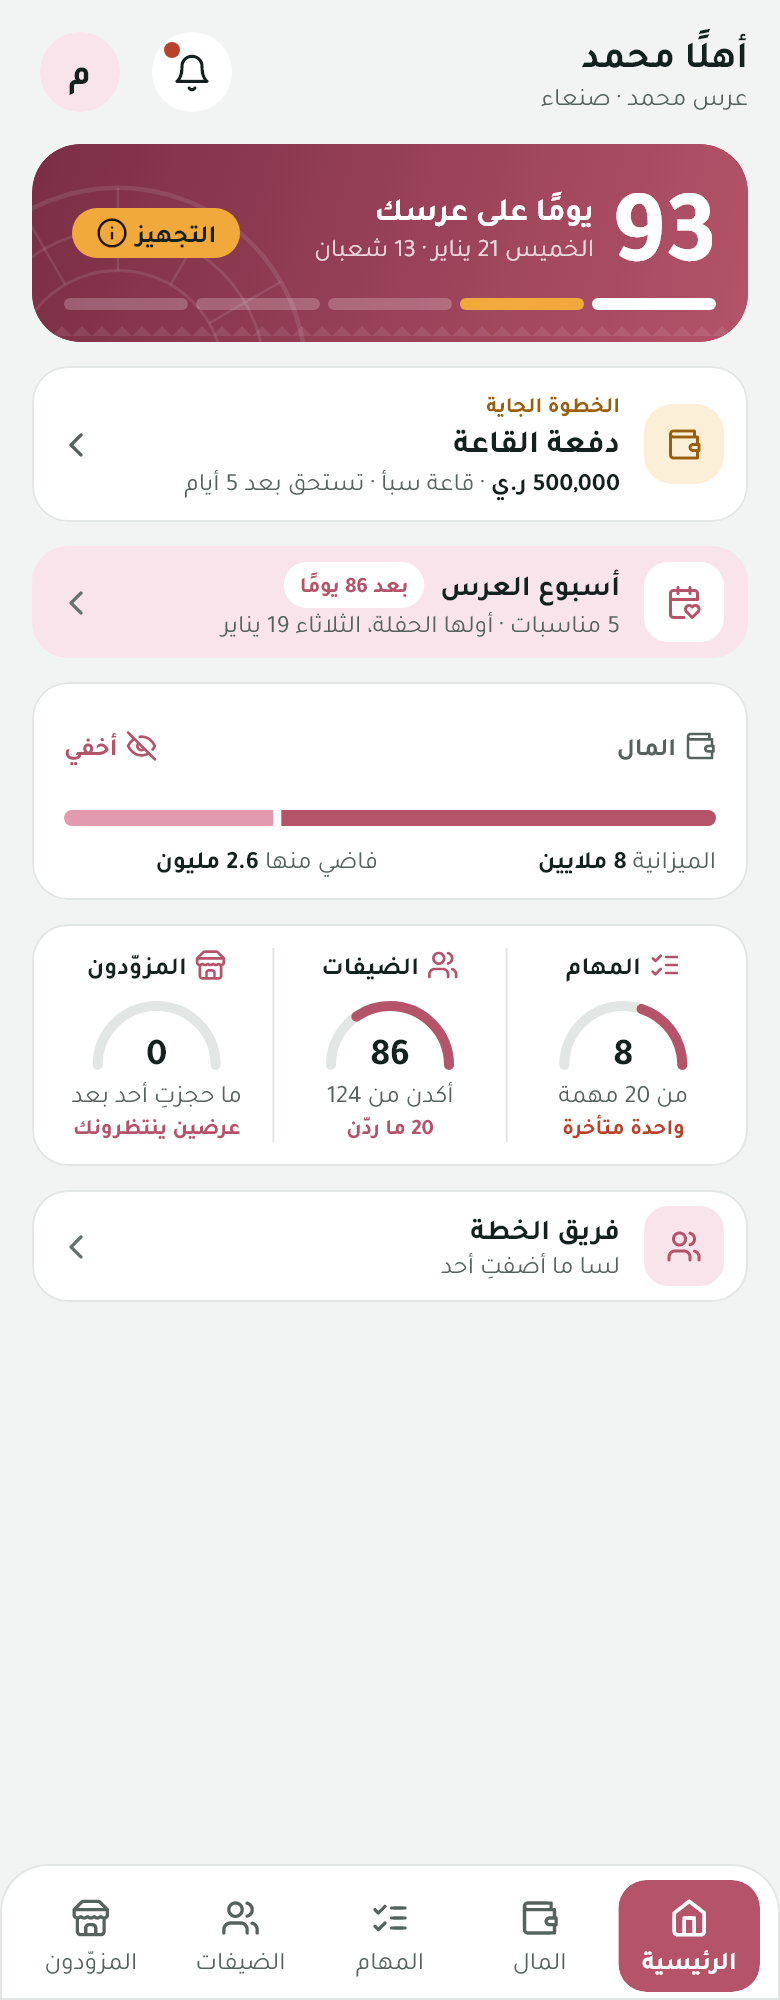 أهلًا محمد
عرس محمد · صنعاء
م
93
يومًا على عرسك
الخميس 21 يناير · 13 شعبان
التجهيز
الخطوة الجاية
دفعة القاعة
500,000 ر.ي · قاعة سبأ · تستحق بعد 5 أيام
أسبوع العرس
بعد 86 يومًا
5 مناسبات · أولها الحفلة، الثلاثاء 19 يناير
المال
أخفي
الميزانية 8 ملايين
فاضي منها 2.6 مليون
المهام
8
من 20 مهمة
واحدة متأخرة
الضيفات
86
أكدن من 124
20 ما ردّن
المزوّدون
0
ما حجزتِ أحد بعد
عرضين ينتظرونك
فريق الخطة
لسا ما أضفتِ أحد
الرئيسية
المال
المهام
الضيفات
المزوّدون